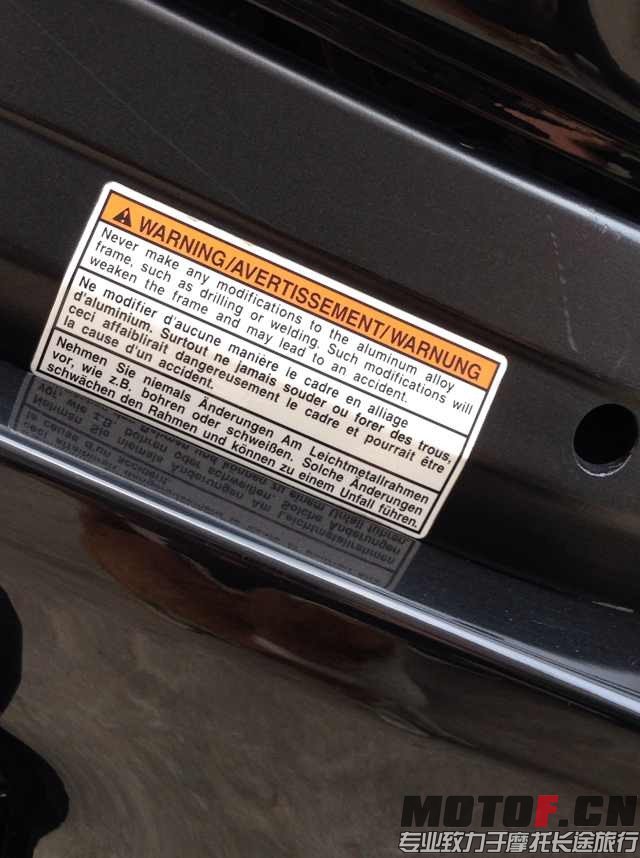 WARNING/AVERTISSEMENT/WARNUNG
Never make any modifications to the aluminum alloy
frame, such as drilling or welding. Such modifications will
weaken the frame and may lead to an accident.
Ne modifier d'aucune manière le cadre en alliage
d'aluminium. Surtout ne jamais souder ou forer des trous,
ceci affaiblirait dangereusement le cadre et pourrait être
la cause d'un accident.
Nehmen Sie niemals Änderungen Am Leichtmetallrahmen
vor, wie z.B. bohren oder schweißen. Solche Änderungen
schwächen den Rahmen und können zu einem Unfall führen.
MOTOF.CN
专业致力于摩托长途旅行